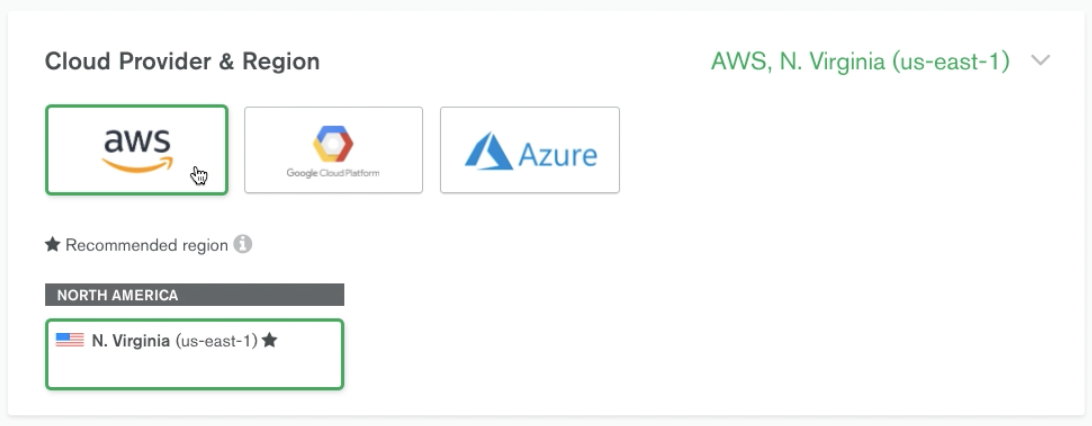 Cloud Provider & Region
AWS, N. Virginia (us-east-1)
aws
Google Cloud Platform
Azure
★ Recommended region
NORTH AMERICA
N. Virginia (us-east-1) ★